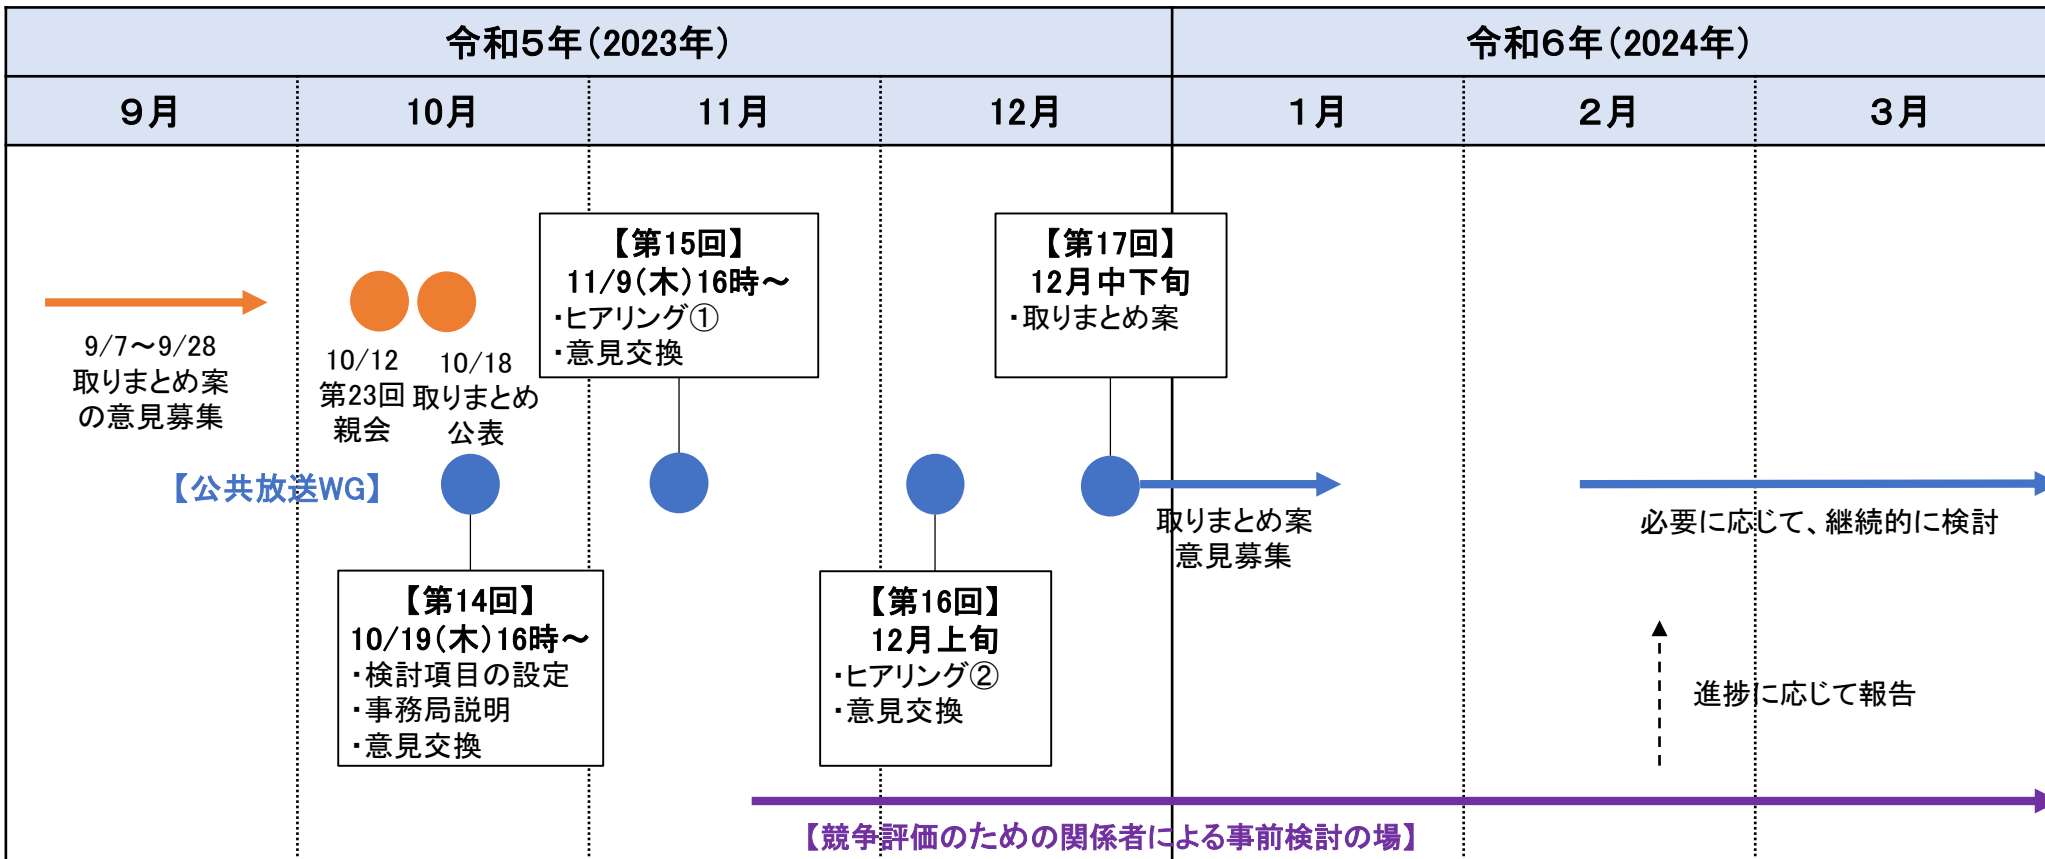 令和５年（2023年）
令和６年（2024年）
９月
10月
11月
12月
１月
２月
３月
9/7～9/28
取りまとめ案
の意見募集
10/12
第23回
親会
10/18
取りまとめ
公表
【第15回】
11/9（木）16時～
・ヒアリング①
・意見交換
【第17回】
12月中下旬
・取りまとめ案
【公共放送WG】
取りまとめ案
意見募集
必要に応じて、継続的に検討
【第14回】
10/19（木）16時～
・検討項目の設定
・事務局説明
・意見交換
【第16回】
12月上旬
・ヒアリング②
・意見交換
進捗に応じて報告
【競争評価のための関係者による事前検討の場】